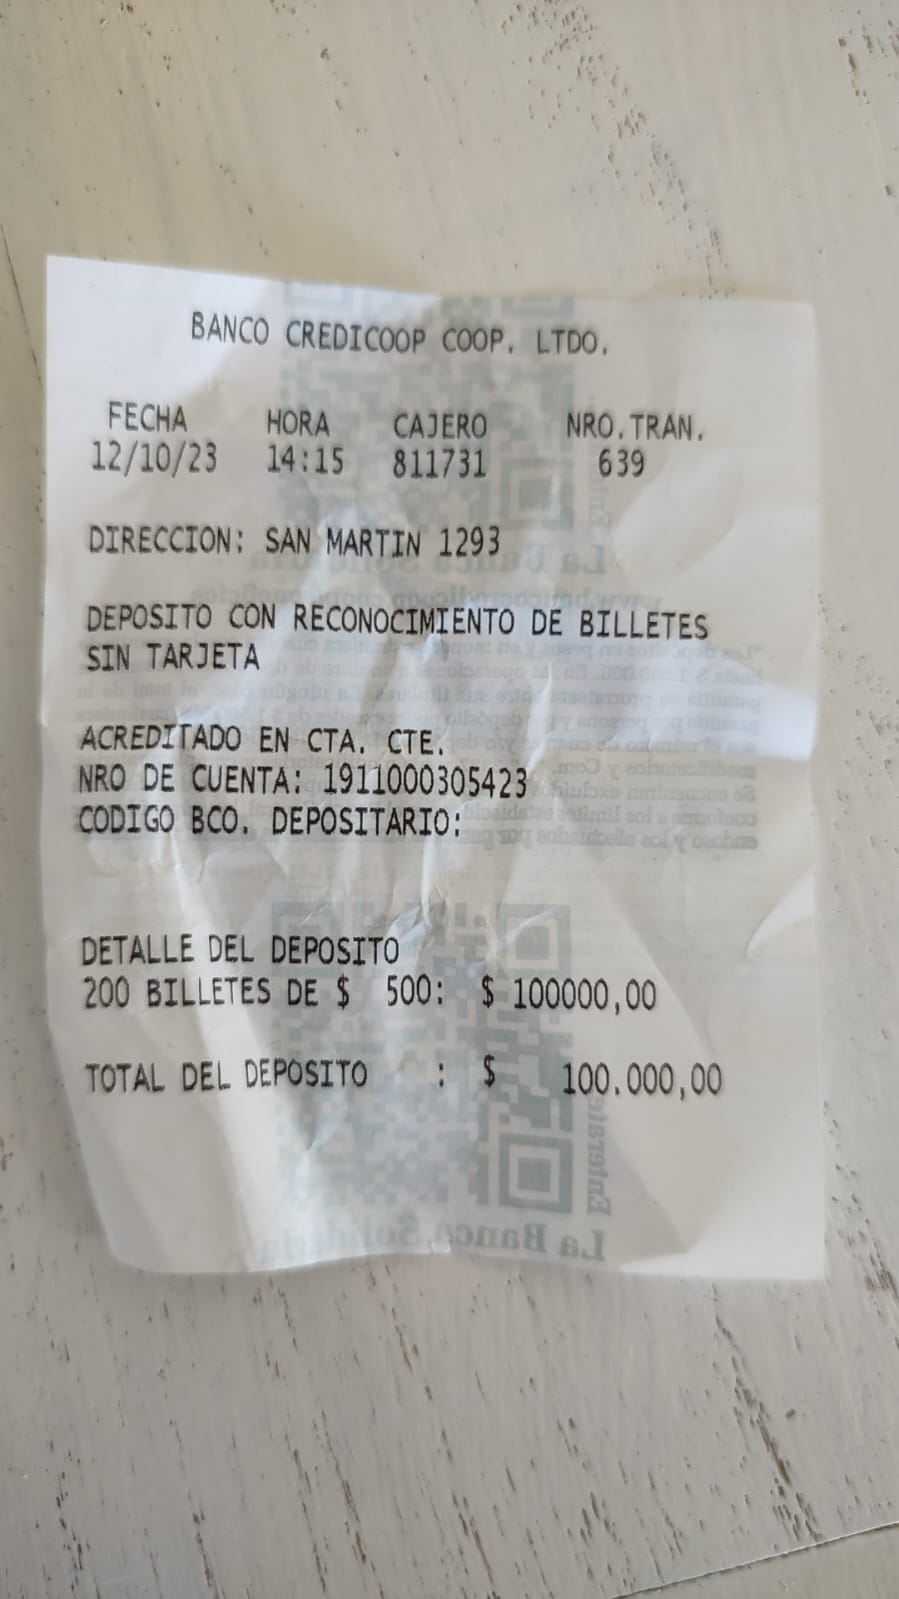 BANCO CREDICOOP COOP. LTDO.
FECHA HORA CAJERO NRO.TRAN.
12/10/23 14:15 811731 639
DIRECCION: SAN MARTIN 1293
DEPOSITO CON RECONOCIMIENTO DE BILLETES
SIN TARJETA
ACREDITADO EN CTA. CTE.
NRO DE CUENTA: 1911000305423
CODIGO BCO. DEPOSITARIO:
DETALLE DEL DEPOSITO
200 BILLETES DE $ 500: $ 100000,00
TOTAL DEL DEPOSITO : $ 100.000,00